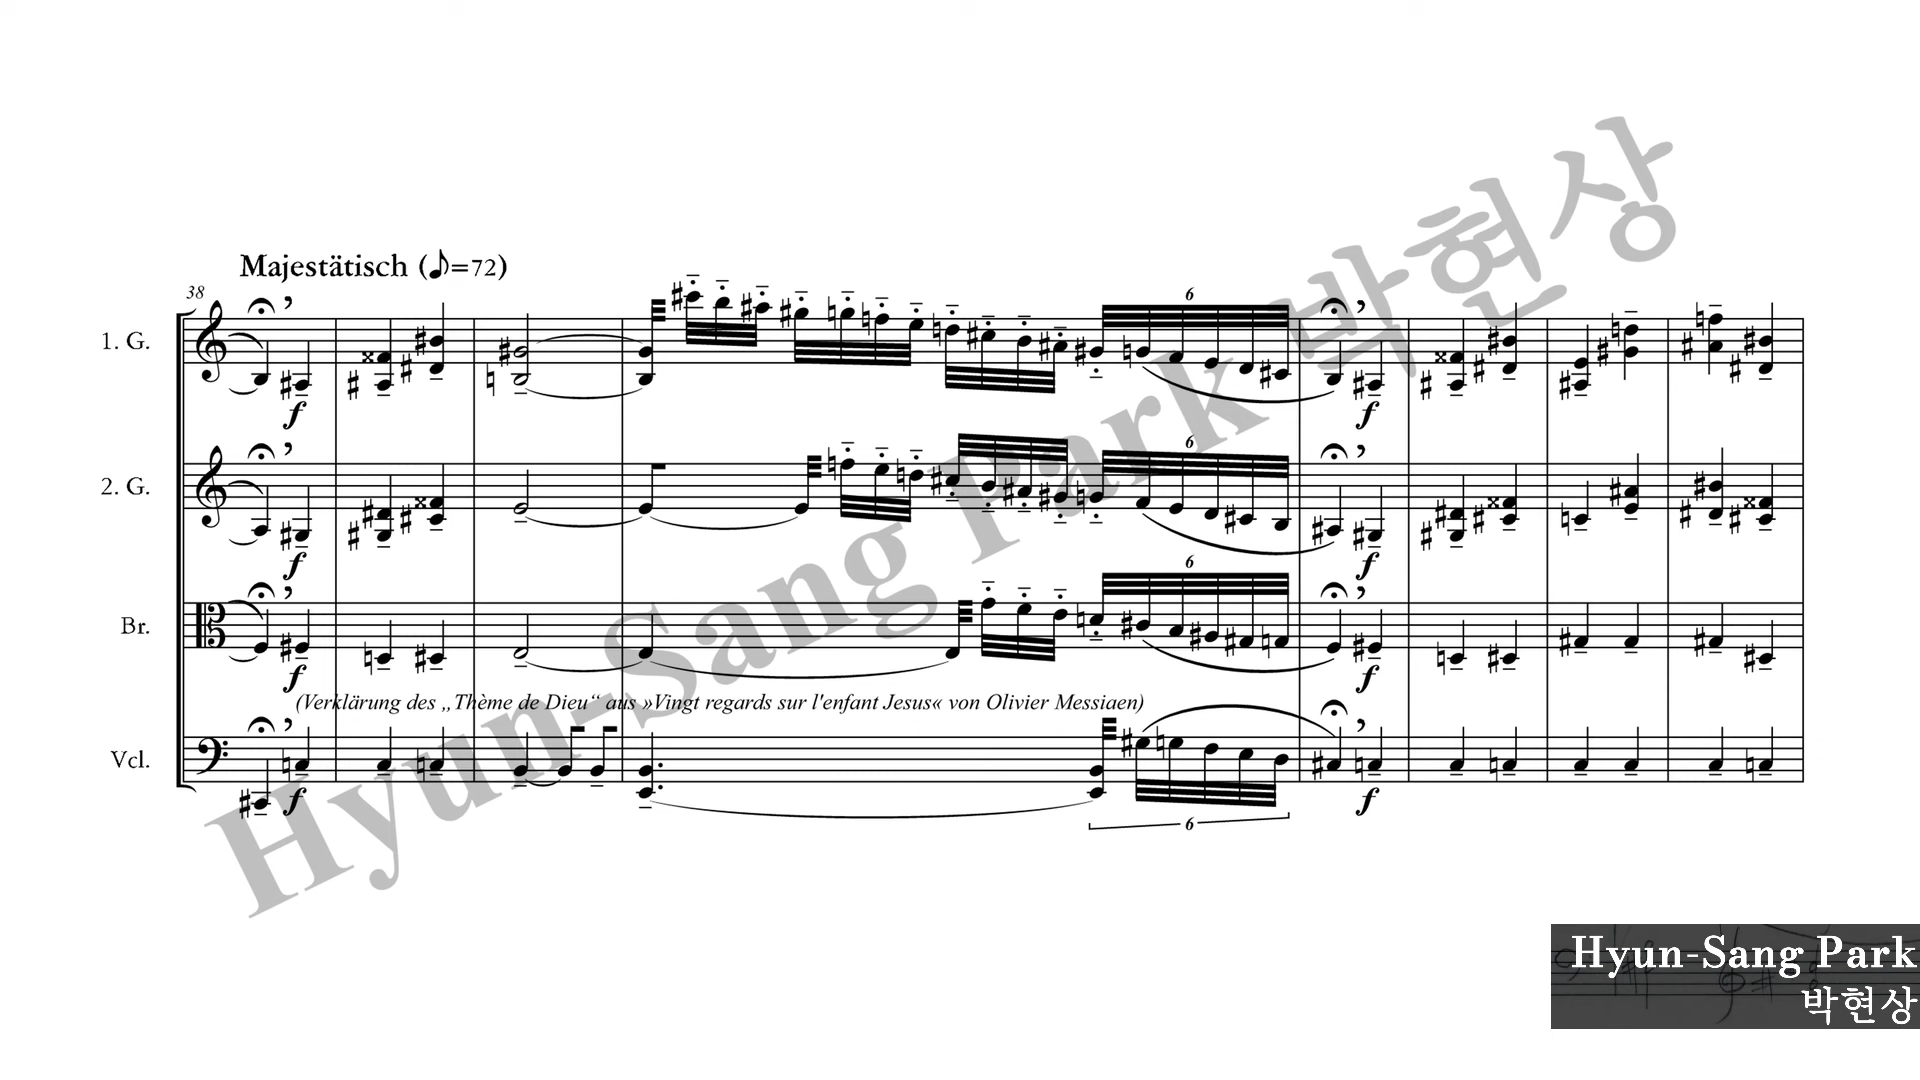 Majestätisch (♪=72)
38
1. G.
6
f
f
2. G.
6
f
f
Br.
6
f
f
(Verklärung des „Thème de Dieu“ aus »Vingt regards sur l'enfant Jesus« von Olivier Messiaen)
Vcl.
f
f
6
Hyun-Sang Park 박현상
Hyun-Sang Park
박현상